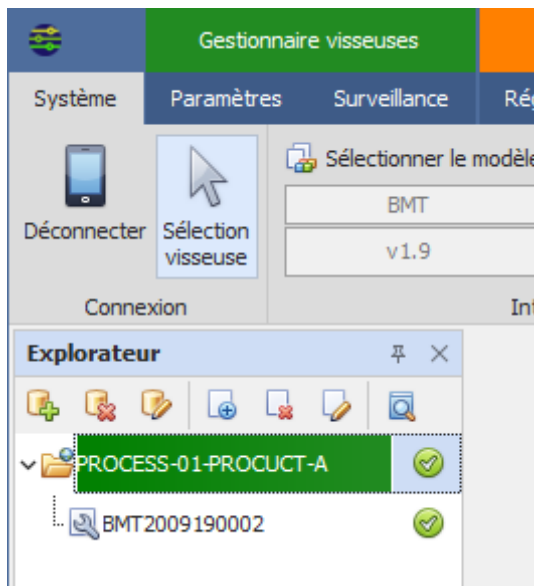 Gestionnaire visseuses
Système
Paramètres
Surveillance
Sélectionner le modèle
BMT
Déconnecter
Sélection
visseuse
v1.9
Connexion
Explorateur
PROCESS-01-PROCUCT-A
BMT2009190002